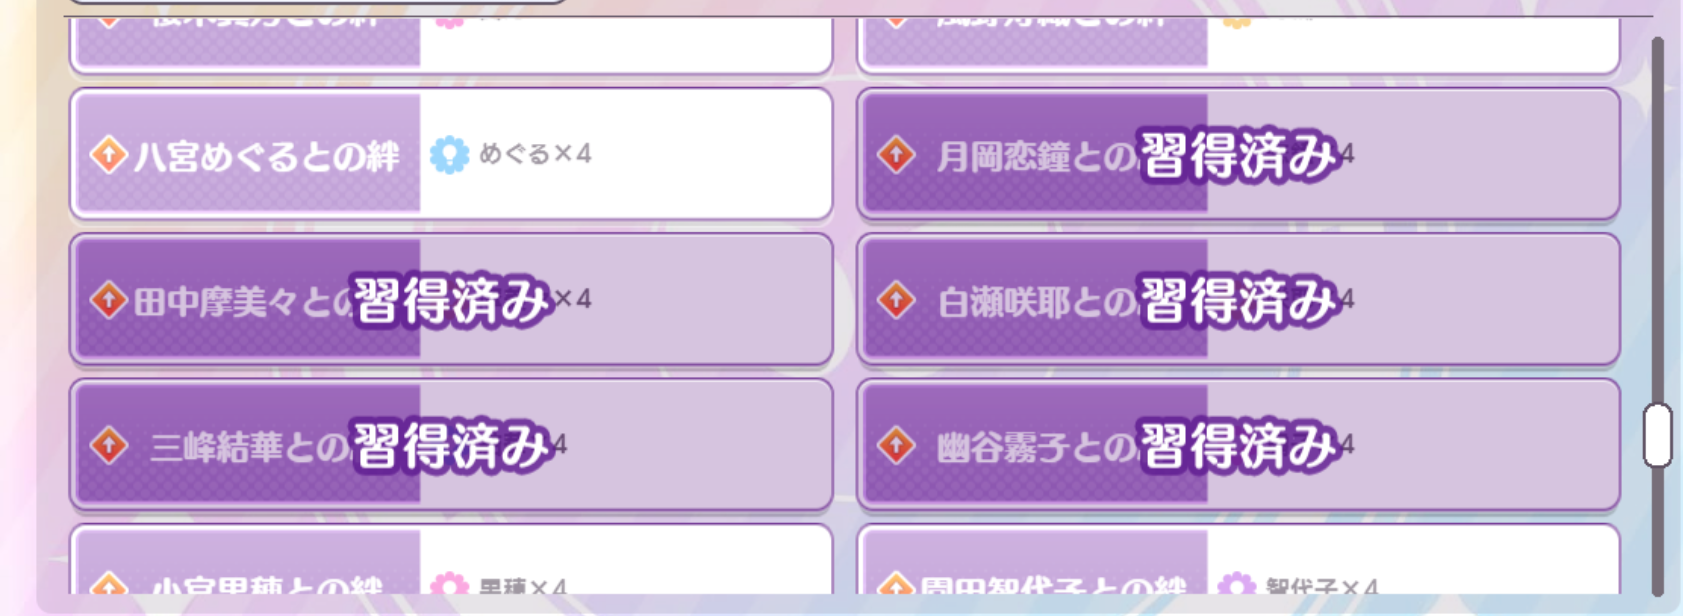 八宮めぐるとの絆 めぐる×4
月岡恋鐘との 習得済み 4
田中摩美々との 習得済み ×4
白瀬咲耶との 習得済み 4
三峰結華との 習得済み 4
幽谷霧子との 習得済み 4
小宮果穂との絆 果穂×4
園田智代子との絆 智代子×4